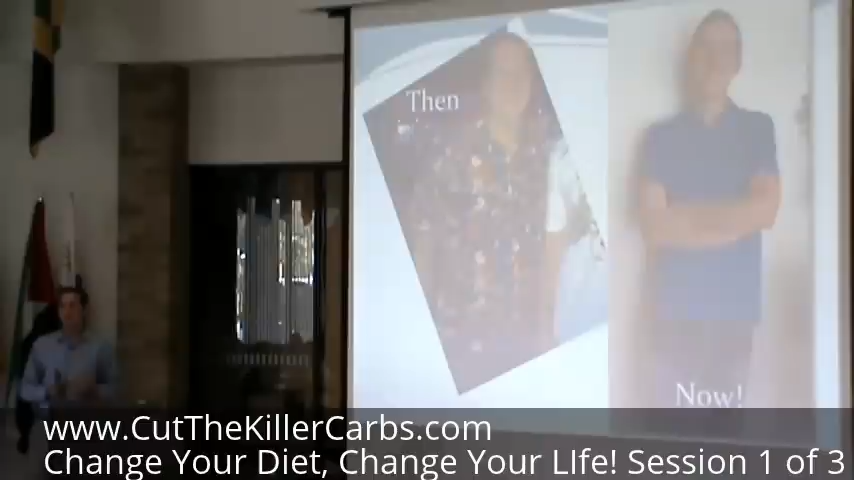 Then
Now!
www.CutTheKillerCarbs.com
Change Your Diet, Change Your LIfe! Session 1 of 3